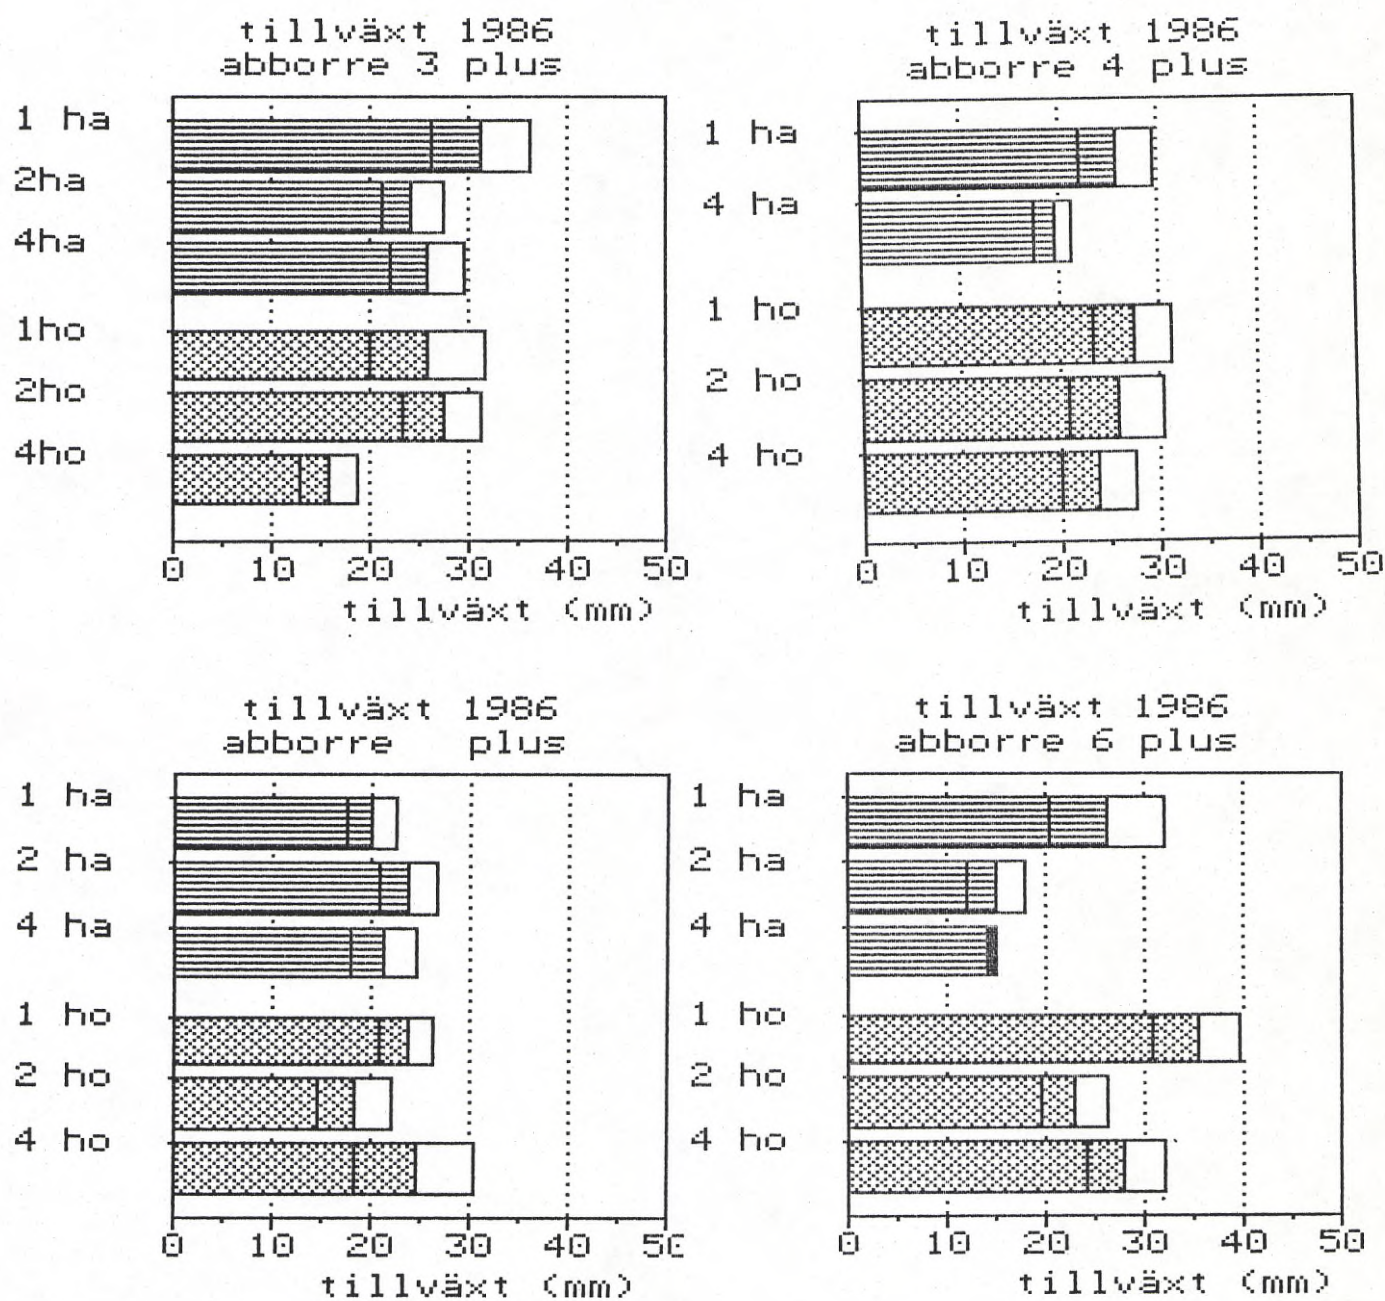 tillväxt 1986
abborre 3 plus
1 ha
2ha
4ha
1ho
2ho
4ho
0 10 20 30 40 50
tillväxt (mm)
tillväxt 1986
abborre 4 plus
1 ha
4 ha
1 ho
2 ho
4 ho
0 10 20 30 40 50
tillväxt (mm)
tillväxt 1986
abborre plus
1 ha
2 ha
4 ha
1 ho
2 ho
4 ho
0 10 20 30 40 50
tillväxt (mm)
tillväxt 1986
abborre 6 plus
1 ha
2 ha
4 ha
1 ho
2 ho
4 ho
0 10 20 30 40 50
tillväxt (mm)